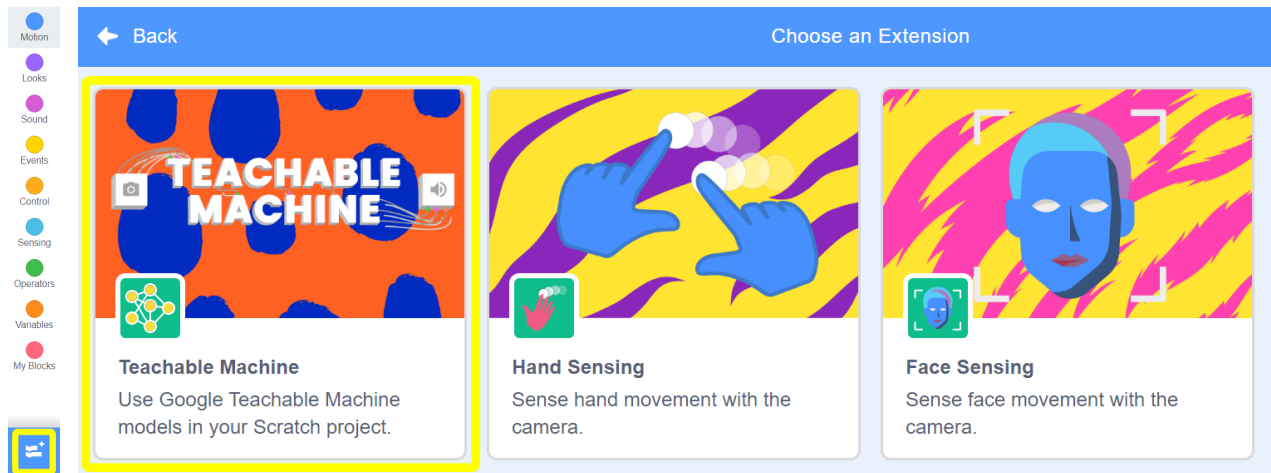 Motion
Looks
Sound
Events
Control
Sensing
Operators
Variables
My Blocks
Back
Choose an Extension
TEACHABLE
MACHINE
Teachable Machine
Use Google Teachable Machine
models in your Scratch project.
Hand Sensing
Sense hand movement with the
camera.
Face Sensing
Sense face movement with the
camera.